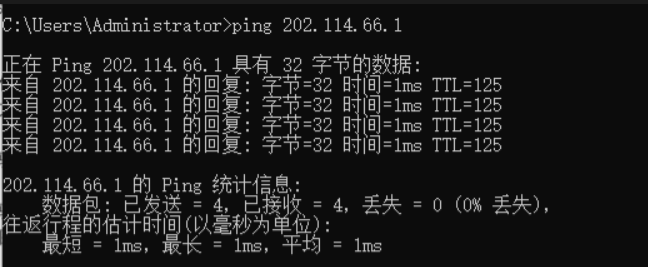 C:\Users\Administrator>ping 202.114.66.1
正在 Ping 202.114.66.1 具有 32 字节的数据:
来自 202.114.66.1 的回复: 字节=32 时间=1ms TTL=125
来自 202.114.66.1 的回复: 字节=32 时间=1ms TTL=125
来自 202.114.66.1 的回复: 字节=32 时间=1ms TTL=125
来自 202.114.66.1 的回复: 字节=32 时间=1ms TTL=125
202.114.66.1 的 Ping 统计信息:
数据包: 已发送 = 4，已接收 = 4，丢失 = 0 (0% 丢失)，
往返行程的估计时间(以毫秒为单位):
最短 = 1ms，最长 = 1ms，平均 = 1ms